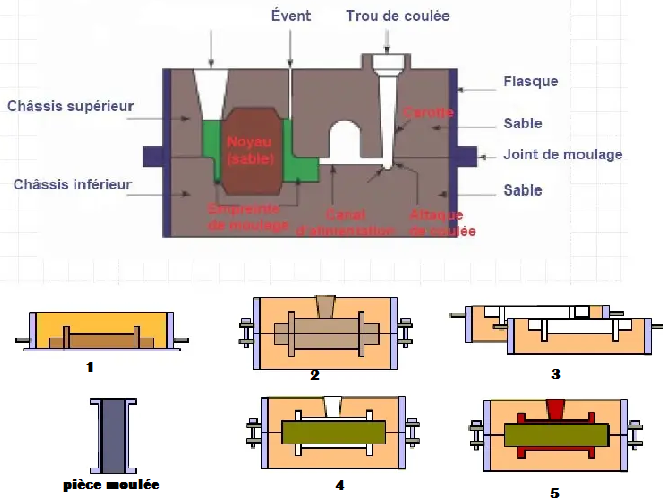 Évent
Trou de coulée
Flasque
Châssis supérieur
Carotte
Sable
Noyau
(sable)
Joint de moulage
Châssis inférieur
Sable
Empreinte
de moulage
Canal
d'alimentation
Attaque
de coulée
1
2
3
pièce moulée
4
5